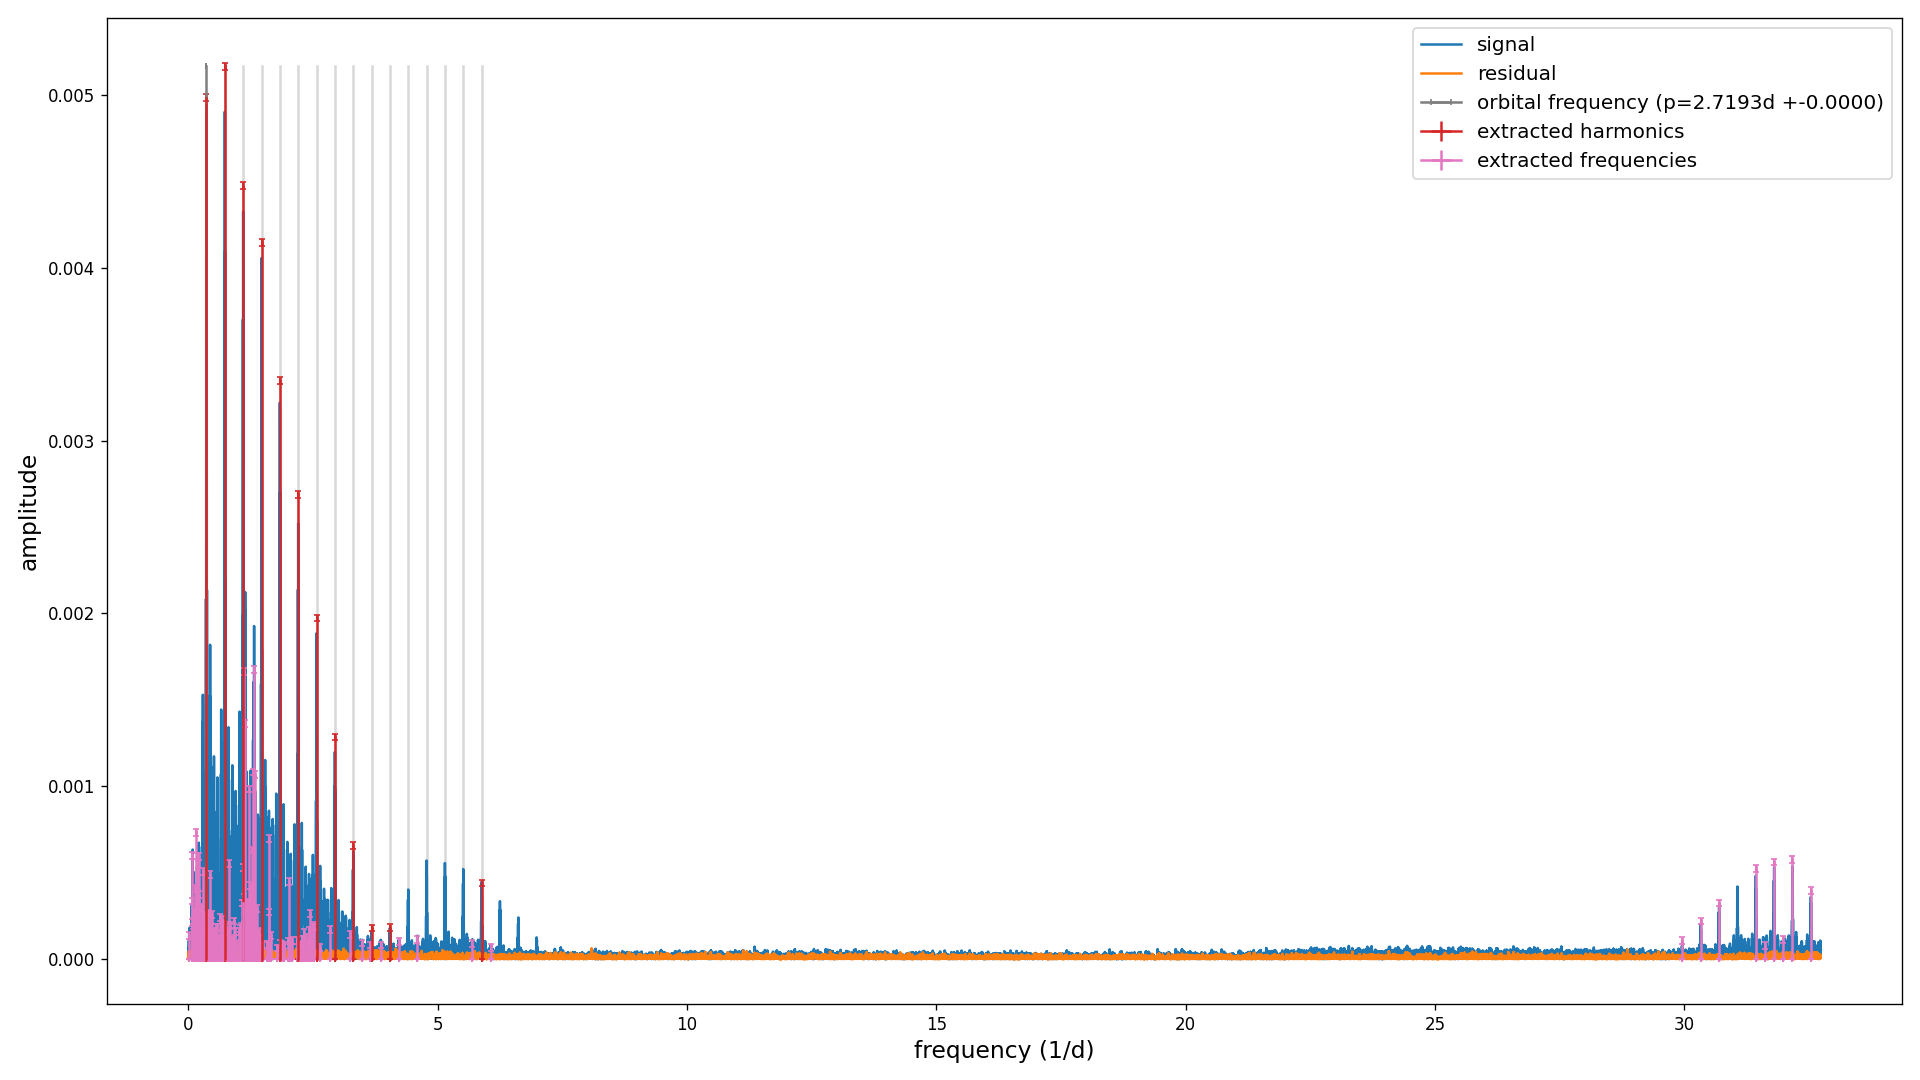 signal
residual
orbital frequency (p=2.7193d +-0.0000)
extracted harmonics
extracted frequencies
0.005
0.004
0.003
0.002
0.001
0.000
amplitude
0 5 10 15 20 25 30
frequency (1/d)